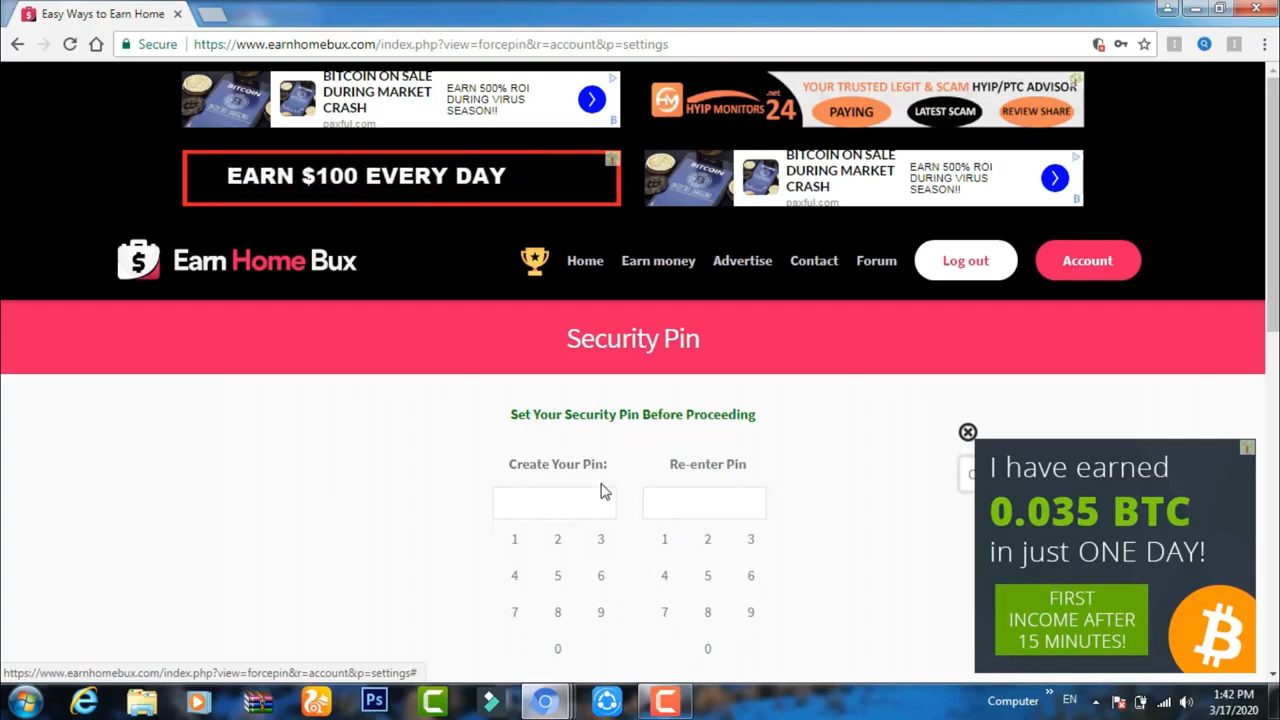 Easy Ways to Earn Home
Secure
https://www.earnhomebux.com/index.php?view=forcepin&r=account&p=settings
BITCOIN ON SALE
DURING MARKET
CRASH
paxful.com
EARN 500% ROI
DURING VIRUS
SEASON!!
HYIP MONITORS 24 .net
YOUR TRUSTED LEGIT & SCAM HYIP/PTC ADVISOR
PAYING
LATEST SCAM
REVIEW SHARE
EARN $100 EVERY DAY
BITCOIN ON SALE
DURING MARKET
CRASH
paxful.com
EARN 500% ROI
DURING VIRUS
SEASON!!
Earn Home Bux
Home
Earn money
Advertise
Contact
Forum
Log out
Account
Security Pin
Set Your Security Pin Before Proceeding
Create Your Pin:
Re-enter Pin
1 2 3 1 2 3
4 5 6 4 5 6
7 8 9 7 8 9
0 0
I have earned
0.035 BTC
in just ONE DAY!
FIRST
INCOME AFTER
15 MINUTES!
https://www.earnhomebux.com/index.php?view=forcepin&r=account&p=settings#
Ps
Computer
EN
1:42 PM
3/17/2020